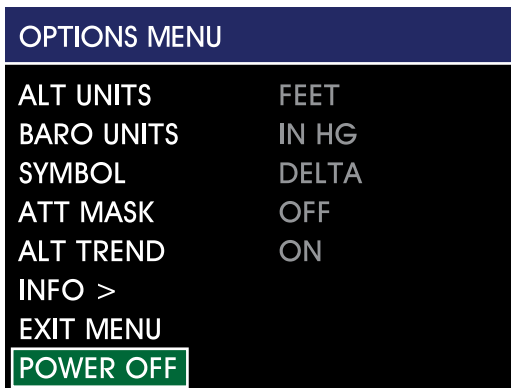 OPTIONS MENU
ALT UNITS FEET
BARO UNITS IN HG
SYMBOL DELTA
ATT MASK OFF
ALT TREND ON
INFO >
EXIT MENU
POWER OFF